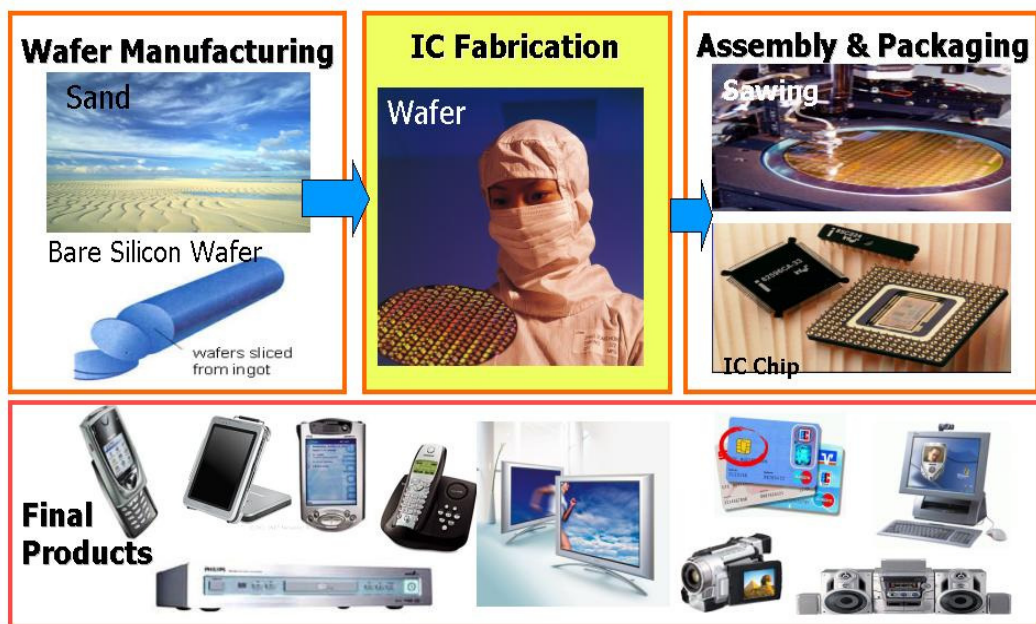 Wafer Manufacturing
Sand
Bare Silicon Wafer
wafers sliced
from ingot
IC Fabrication
Wafer
Assembly & Packaging
Sawing
IC Chip
Final
Products
PHILIPS